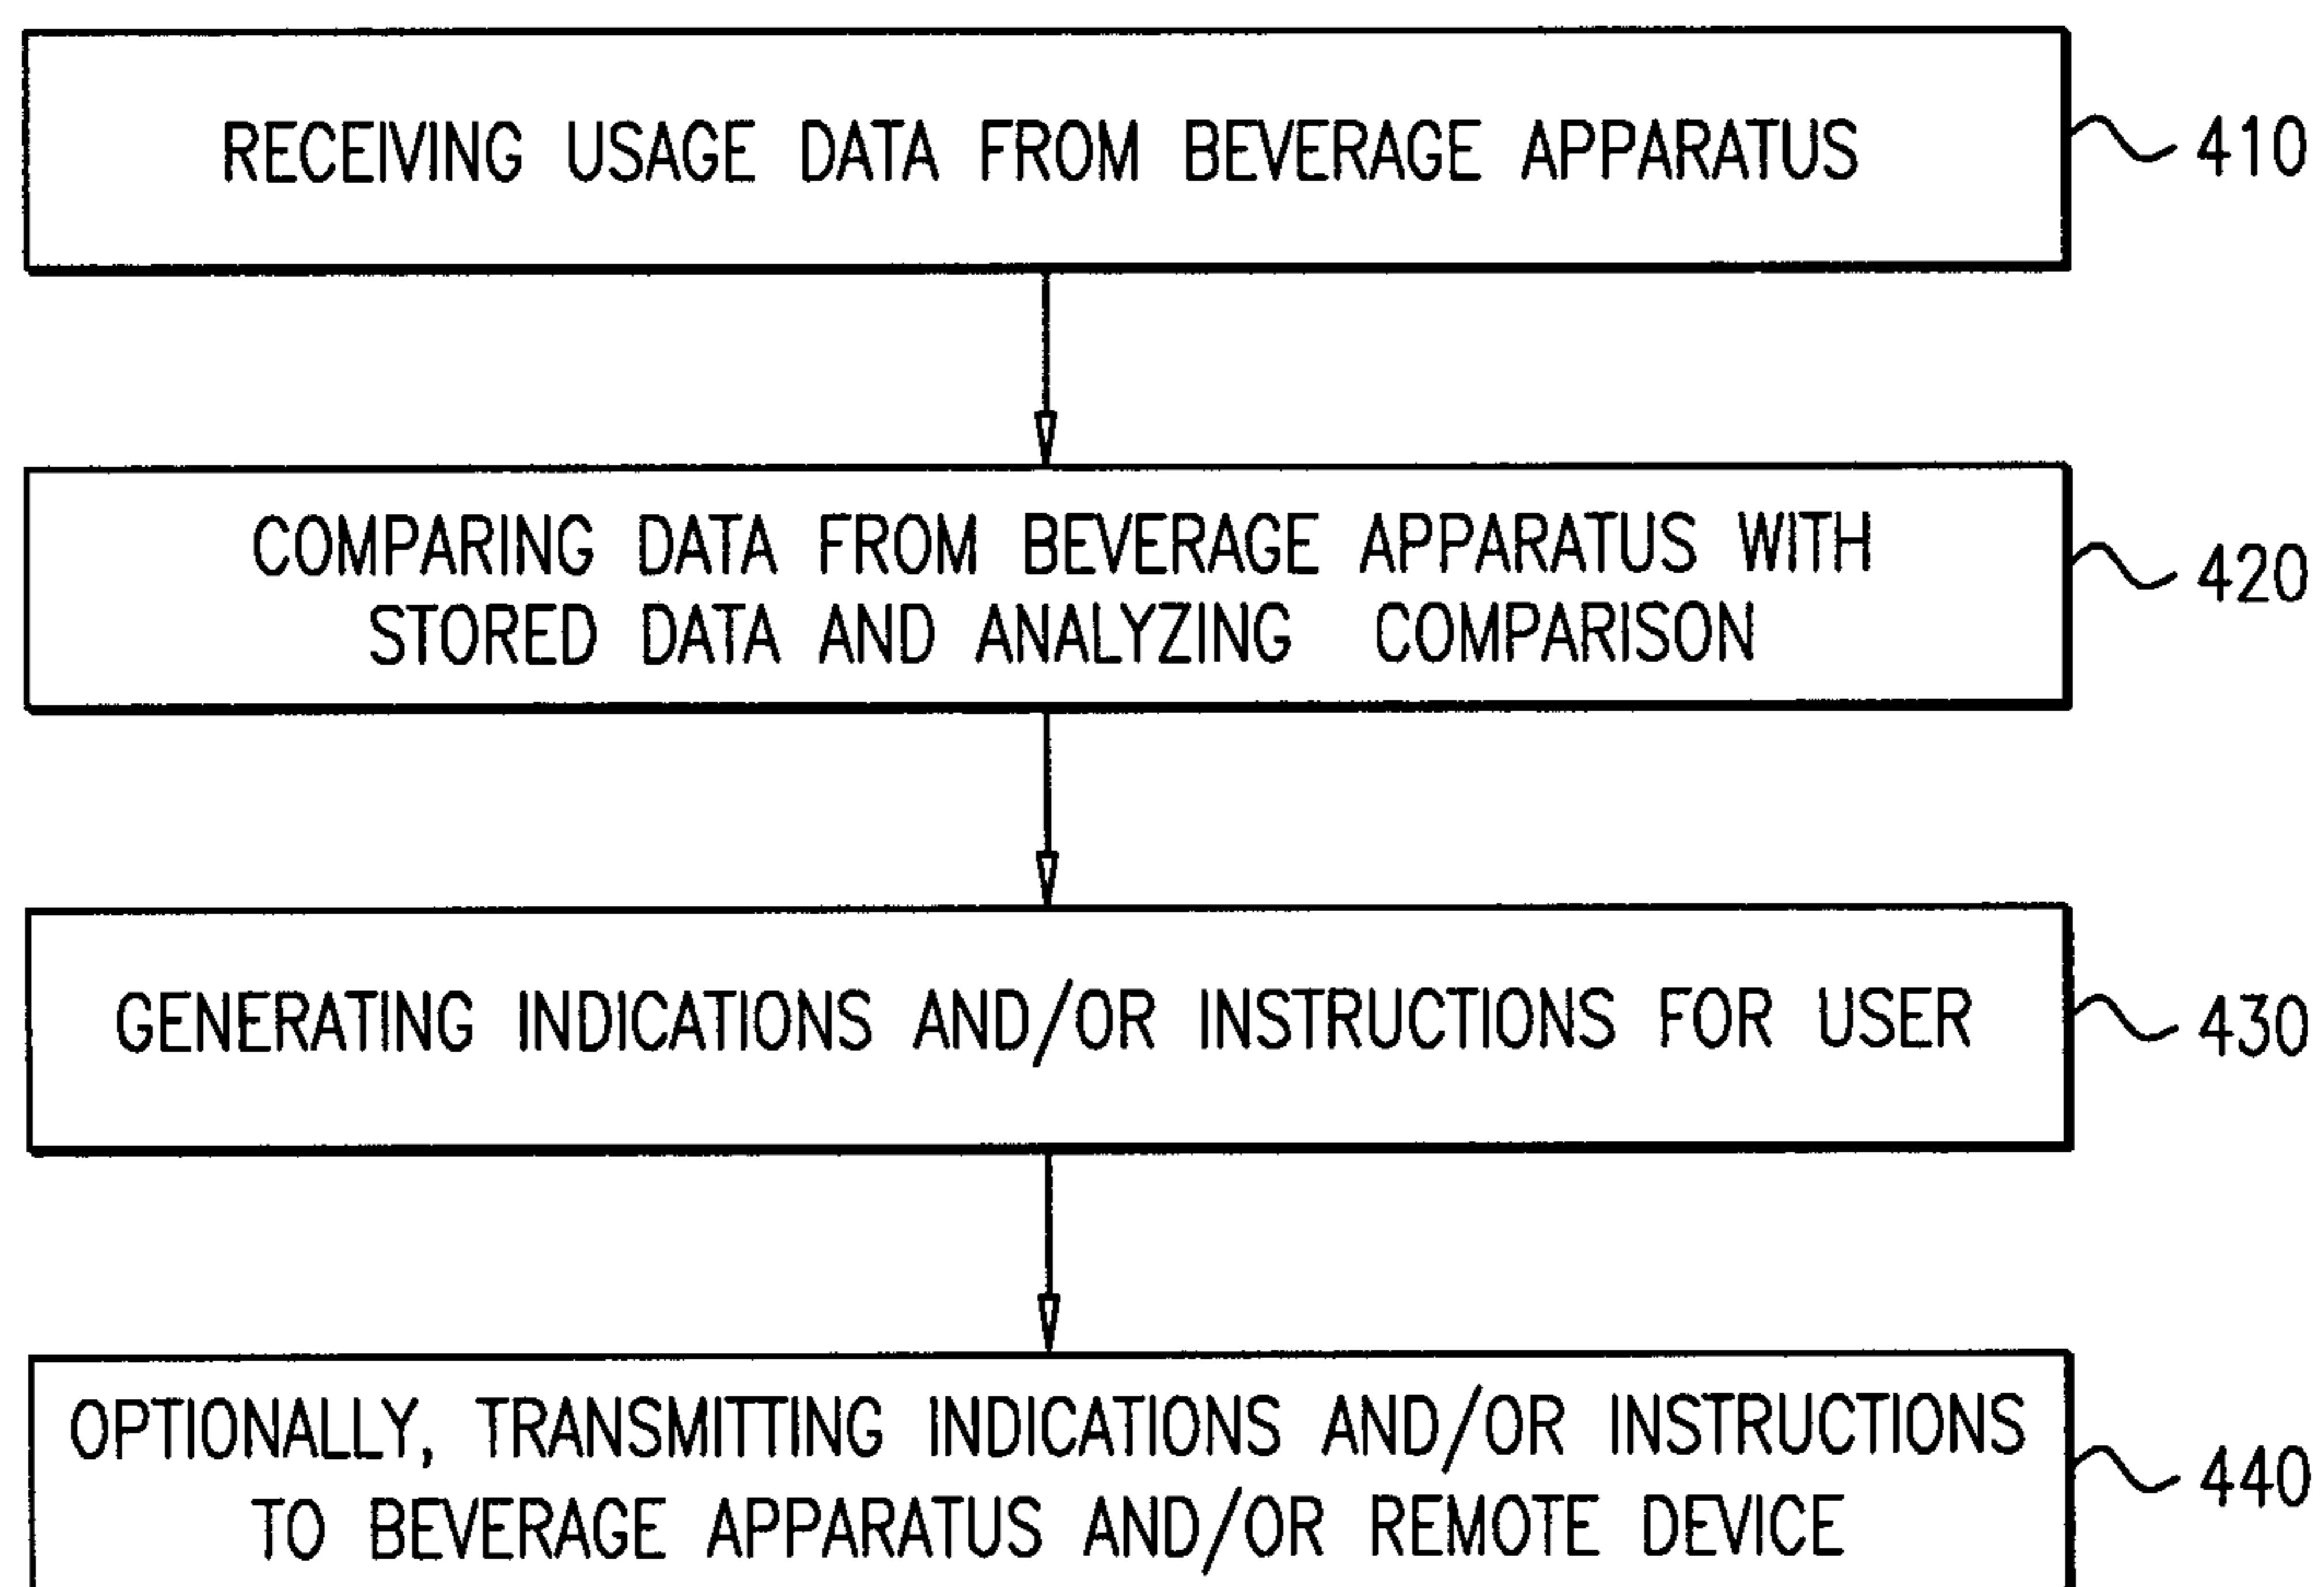 RECEIVING USAGE DATA FROM BEVERAGE APPARATUS
410
COMPARING DATA FROM BEVERAGE APPARATUS WITH
STORED DATA AND ANALYZING COMPARISON
420
GENERATING INDICATIONS AND/OR INSTRUCTIONS FOR USER
430
OPTIONALLY, TRANSMITTING INDICATIONS AND/OR INSTRUCTIONS
TO BEVERAGE APPARATUS AND/OR REMOTE DEVICE
440